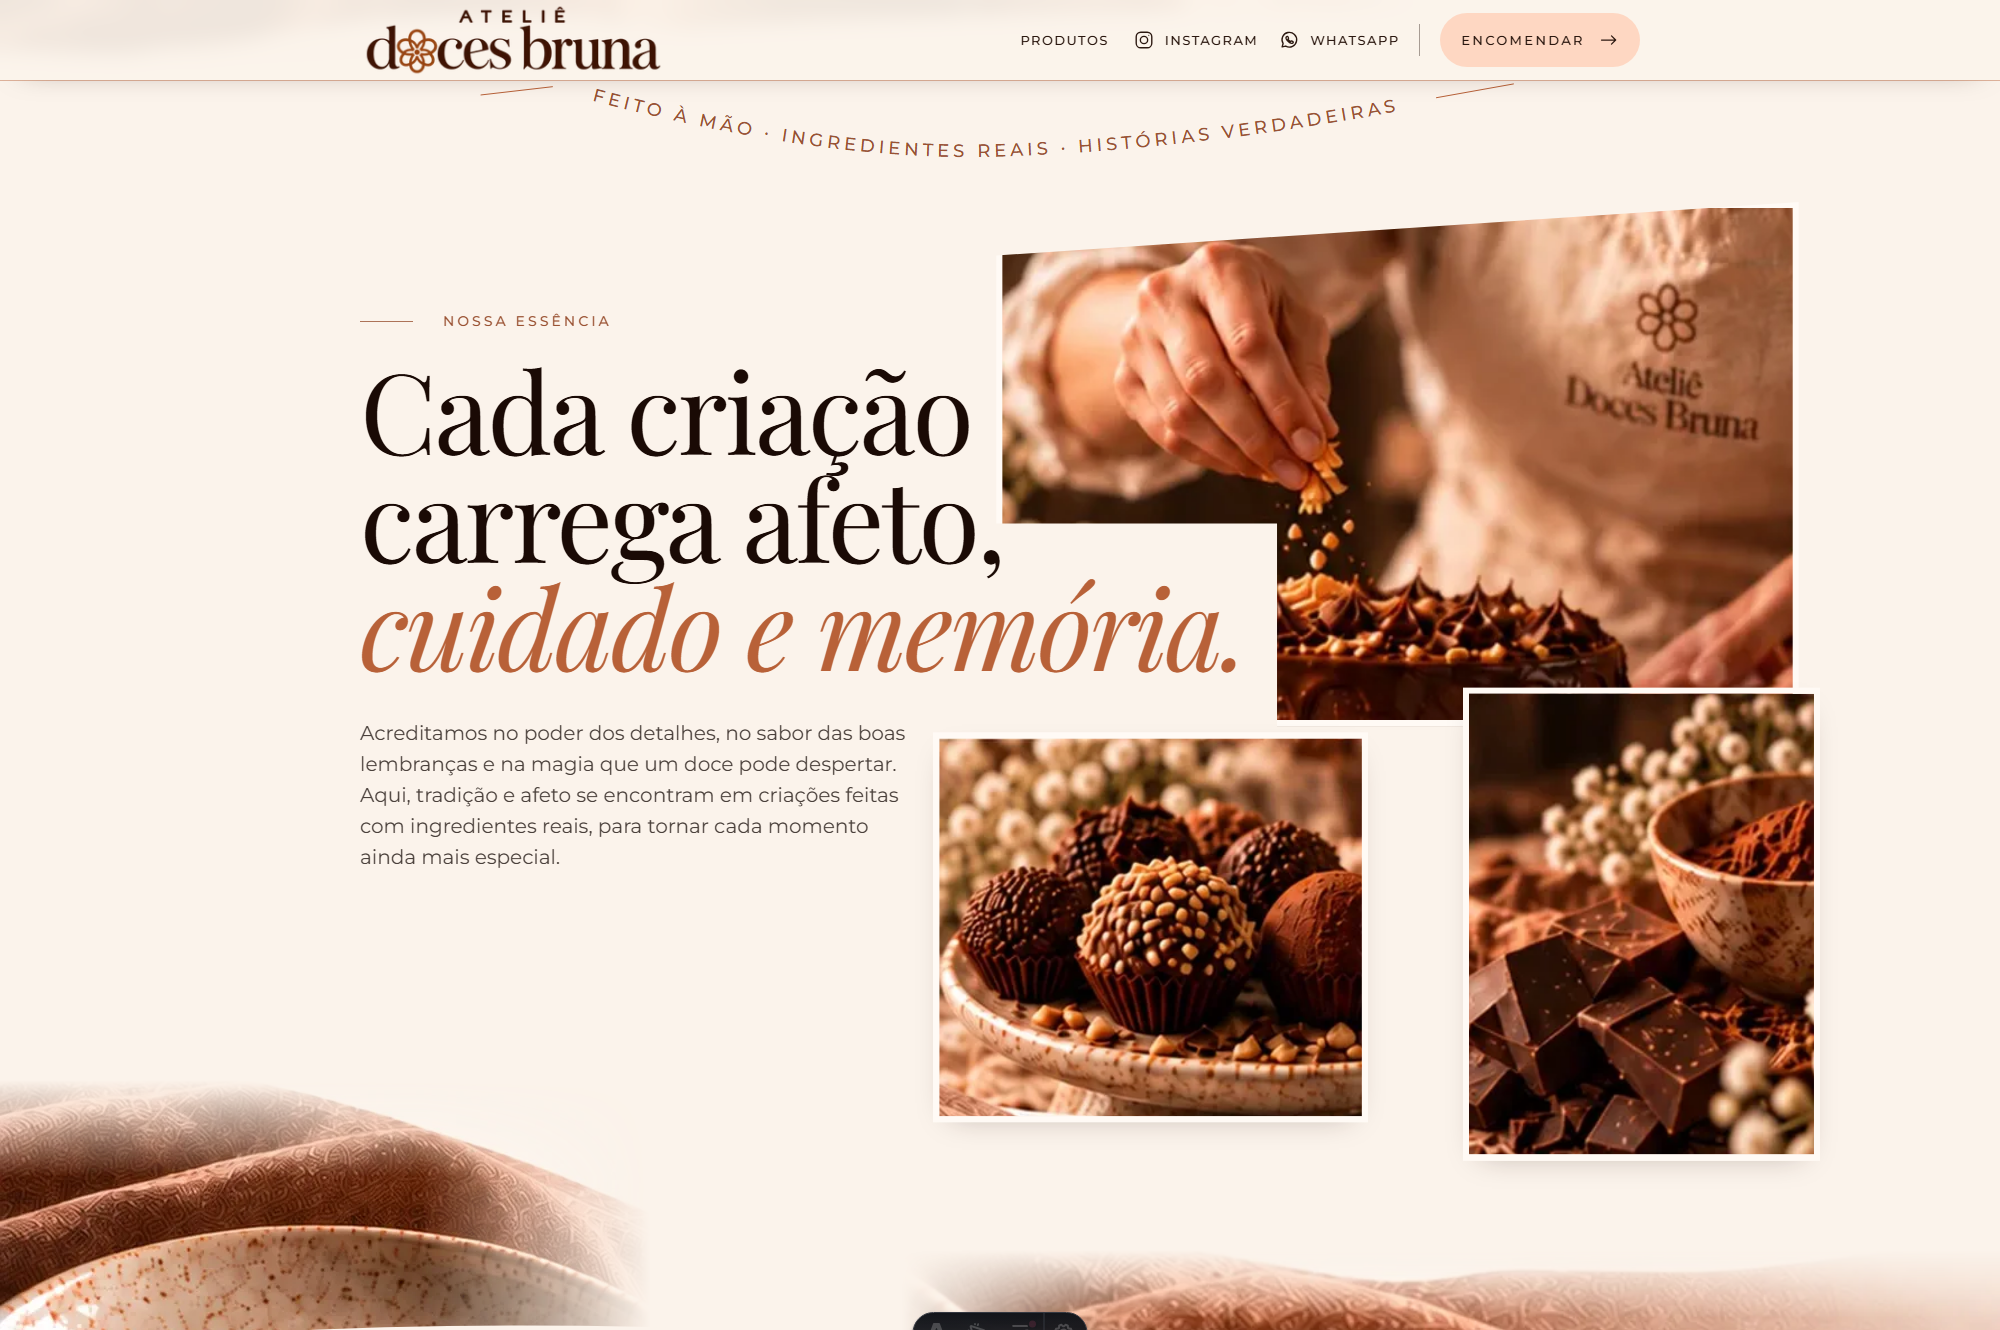 ATELIÊ
doces bruna
PRODUTOS
INSTAGRAM
WHATSAPP
ENCOMENDAR
FEITO À MÃO · INGREDIENTES REAIS · HISTÓRIAS VERDADEIRAS
NOSSA ESSÊNCIA
Cada criação
carrega afeto,
cuidado e memória.
Acreditamos no poder dos detalhes, no sabor das boas
lembranças e na magia que um doce pode despertar.
Aqui, tradição e afeto se encontram em criações feitas
com ingredientes reais, para tornar cada momento
ainda mais especial.
Ateliê
Doces Bruna